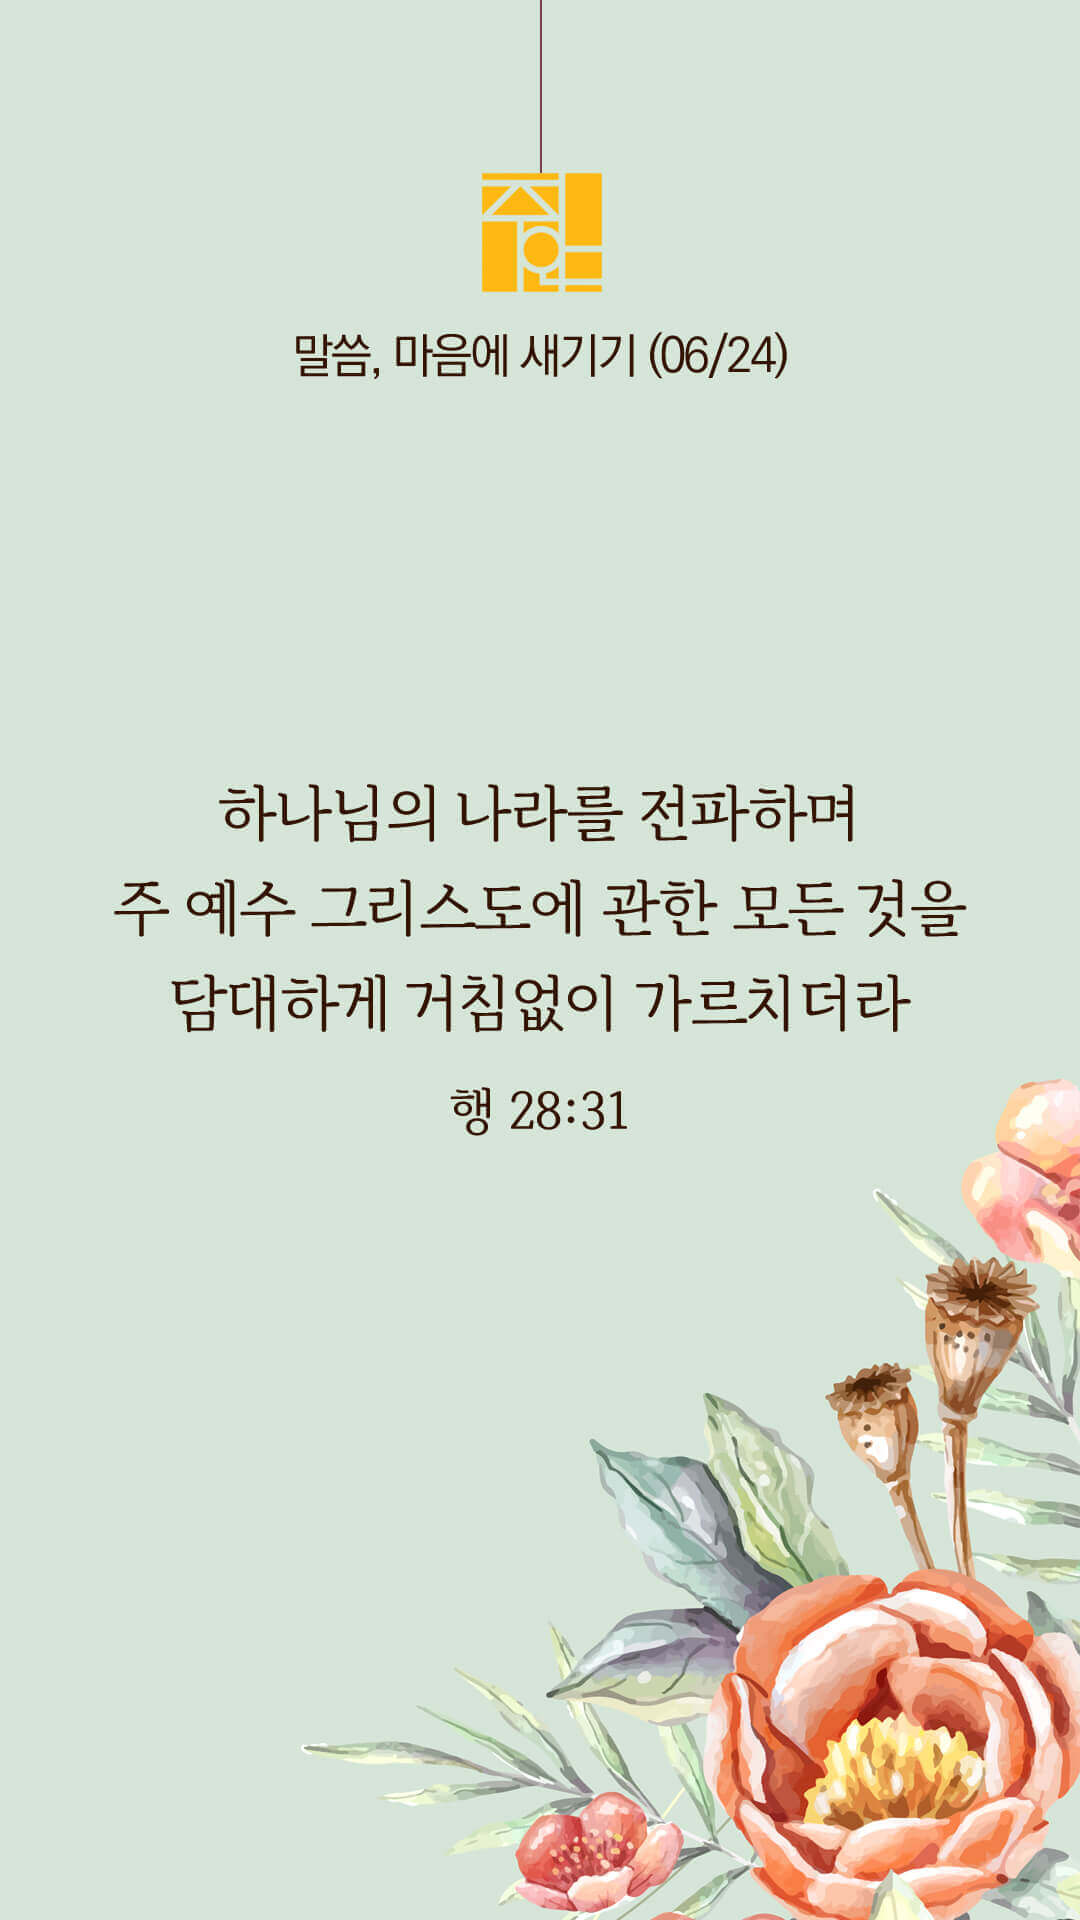 말씀, 마음에 새기기 (06/24)
하나님의 나라를 전파하며
주 예수 그리스도에 관한 모든 것을
담대하게 거침없이 가르치더라
행 28:31